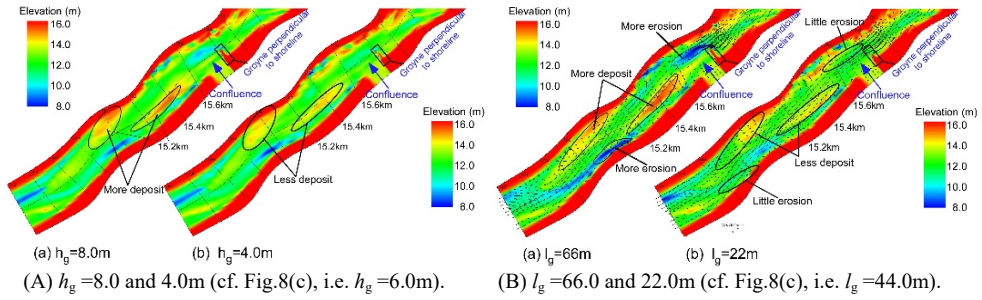 Elevation (m)
16.0
14.0
12.0
10.0
8.0
Groyne perpendicular
to shoreline
Confluence
15.6km
15.4km
15.2km
More deposit
(a) hg=8.0m
Groyne perpendicular
to shoreline
Confluence
Less deposit
Elevation (m)
16.0
14.0
12.0
10.0
8.0
(b) hg=4.0m
(A) hg =8.0 and 4.0m (cf. Fig.8(c), i.e. hg =6.0m).
Elevation (m)
16.0
14.0
12.0
10.0
8.0
More erosion
More deposit
Groyne perpendicular
to shoreline
Confluence
15.6km
15.4km
15.2km
More erosion
(a) lg=66m
Little erosion
Groyne perpendicular
to shoreline
Confluence
Less deposit
Little erosion
Elevation (m)
16.0
14.0
12.0
10.0
8.0
(b) lg=22m
(B) lg =66.0 and 22.0m (cf. Fig.8(c), i.e. lg =44.0m).